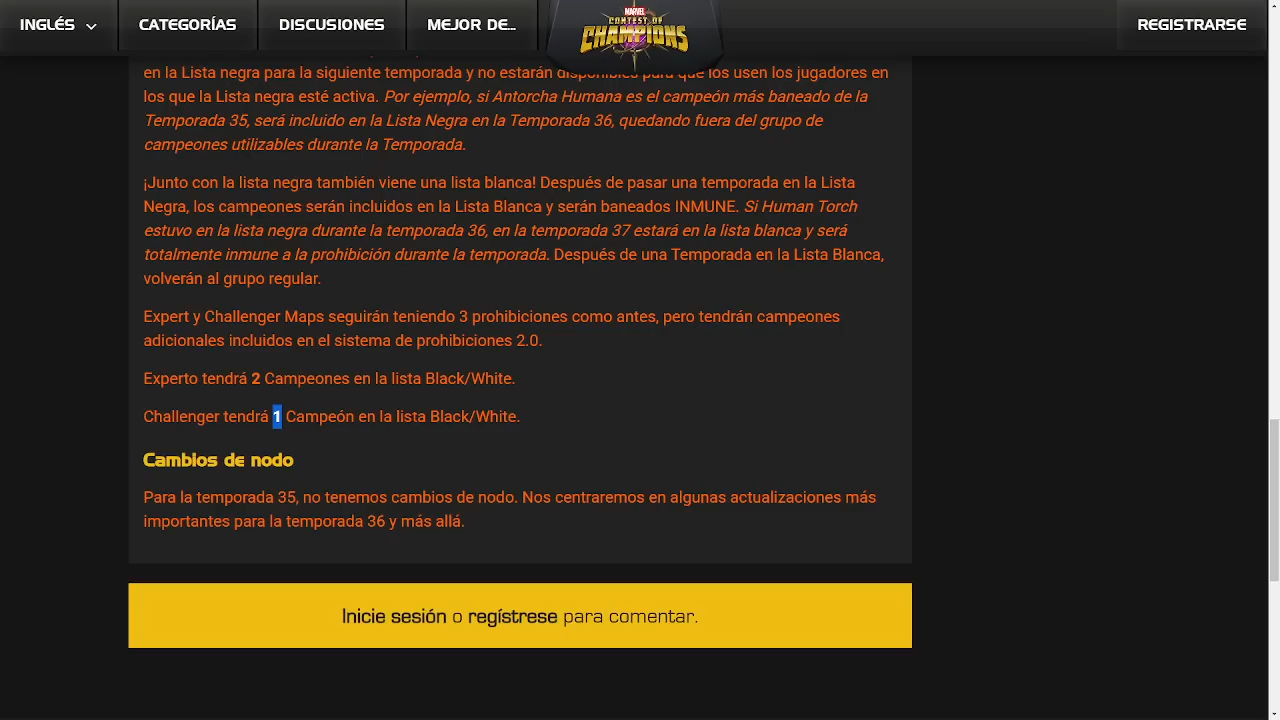 INGLÉS
CATEGORÍAS
DISCUSIONES
MEJOR DE...
MARVEL
CONTEST OF
CHAMPIONS
REGISTRARSE
en la Lista negra para la siguiente temporada y no estarán disponibles para que los usen los jugadores en
los que la Lista negra esté activa. Por ejemplo, si Antorcha Humana es el campeón más baneado de la
Temporada 35, será incluido en la Lista Negra en la Temporada 36, quedando fuera del grupo de
campeones utilizables durante la Temporada.
¡Junto con la lista negra también viene una lista blanca! Después de pasar una temporada en la Lista
Negra, los campeones serán incluidos en la Lista Blanca y serán baneados INMUNE. Si Human Torch
estuvo en la lista negra durante la temporada 36, en la temporada 37 estará en la lista blanca y será
totalmente inmune a la prohibición durante la temporada. Después de una Temporada en la Lista Blanca,
volverán al grupo regular.
Expert y Challenger Maps seguirán teniendo 3 prohibiciones como antes, pero tendrán campeones
adicionales incluidos en el sistema de prohibiciones 2.0.
Experto tendrá 2 Campeones en la lista Black/White.
Challenger tendrá 1 Campeón en la lista Black/White.
Cambios de nodo
Para la temporada 35, no tenemos cambios de nodo. Nos centraremos en algunas actualizaciones más
importantes para la temporada 36 y más allá.
Inicie sesión o regístrese para comentar.